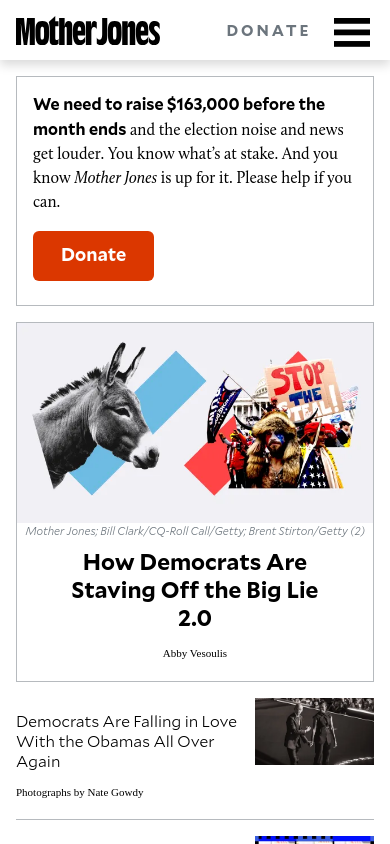 Mother Jones
DONATE
We need to raise $163,000 before the
month ends and the election noise and news
get louder. You know what’s at stake. And you
know Mother Jones is up for it. Please help if you
can.
Donate
STOP
THE
STEAL!
Mother Jones; Bill Clark/CQ-Roll Call/Getty; Brent Stirton/Getty (2)
How Democrats Are
Staving Off the Big Lie
2.0
Abby Vesoulis
Democrats Are Falling in Love
With the Obamas All Over
Again
Photographs by Nate Gowdy